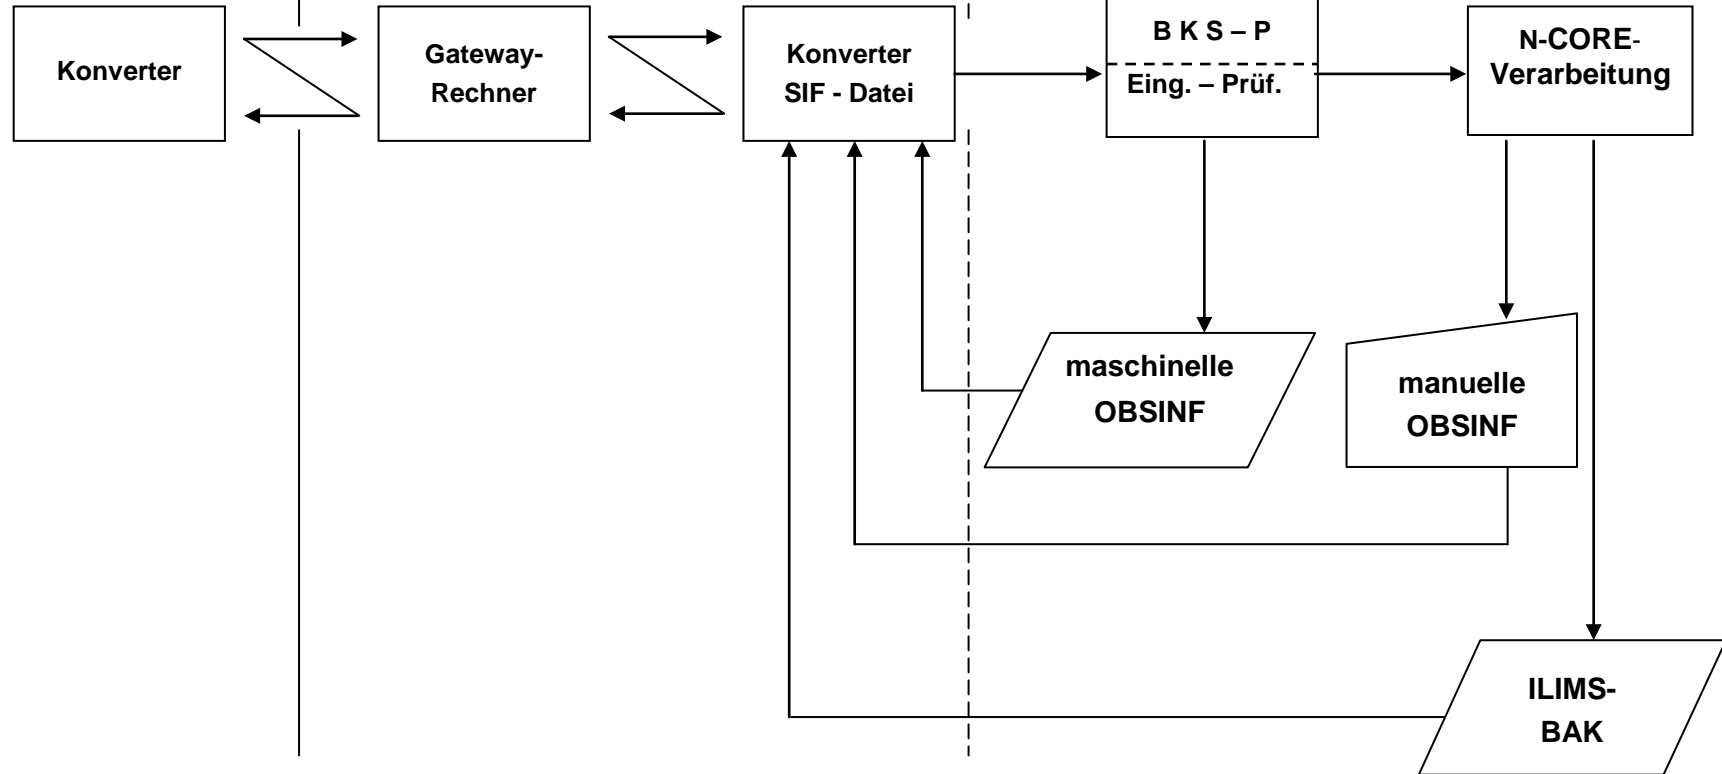 Konverter
Gateway-
Rechner
Konverter
SIF - Datei
B K S – P
Eing. – Prüf.
N-CORE-
Verarbeitung
maschinelle
OBSINF
manuelle
OBSINF
ILIMS-
BAK